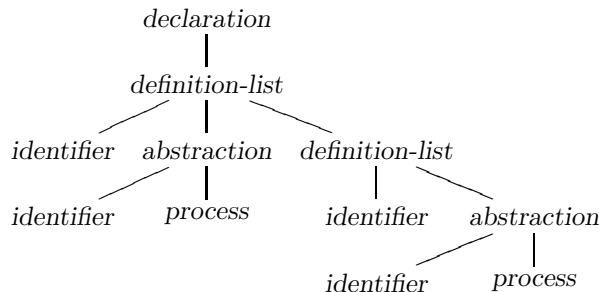 declaration
definition-list
identifier abstraction definition-list
identifier process identifier abstraction
identifier process